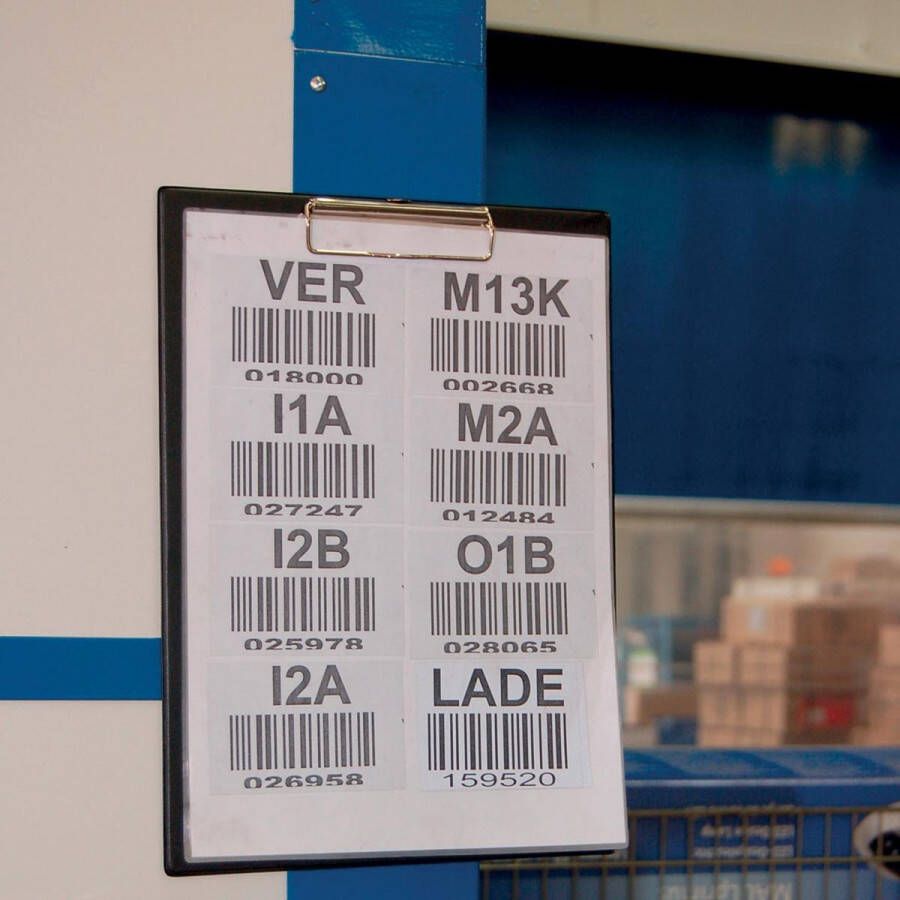 VER
018000
I1A
027247
I2B
025978
I2A
026958
M13K
002668
M2A
012484
O1B
028065
LADE
159520